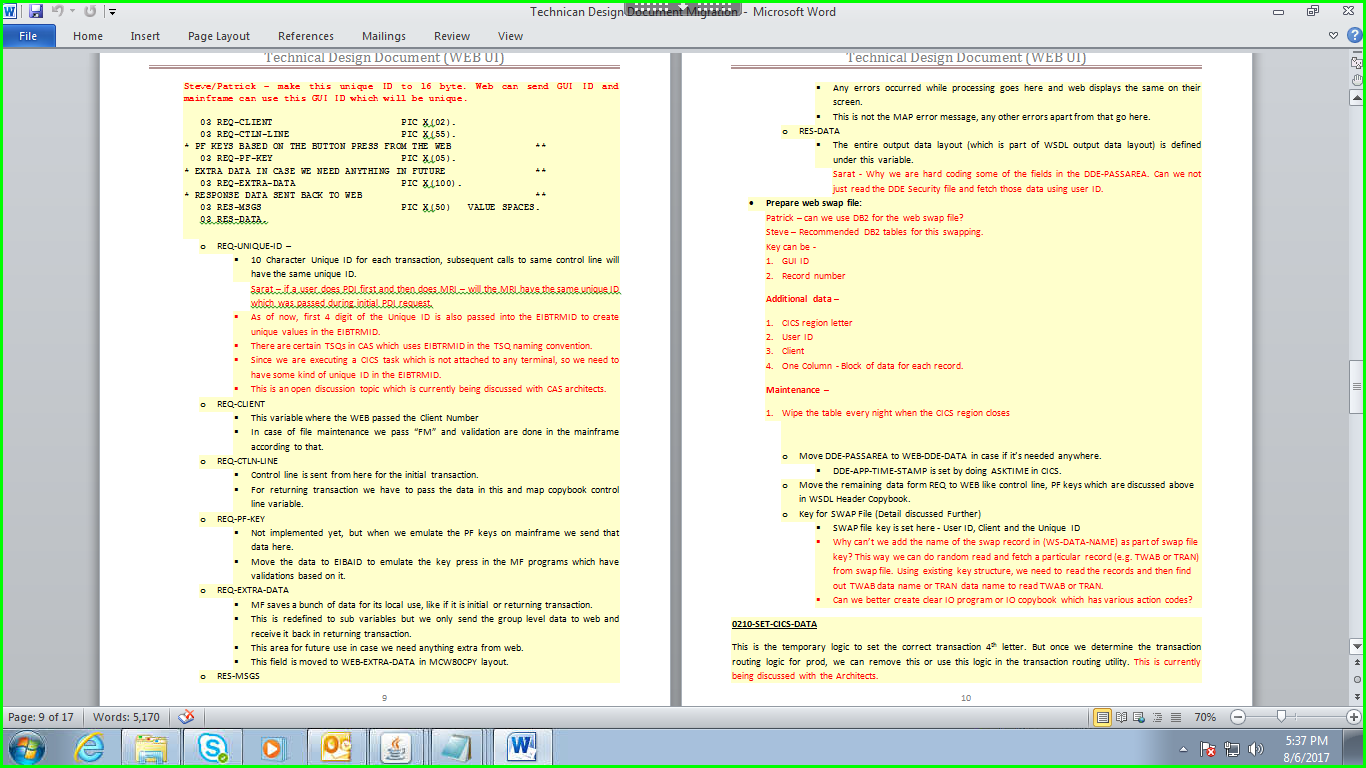 Technican Design Document Migration - Microsoft Word
File Home Insert Page Layout References Mailings Review View
Technical Design Document (WEB UI)
Steve/Patrick – make this unique ID to 16 byte. Web can send GUI ID and
mainframe can use this GUI ID which will be unique.
03 REQ-CLIENT PIC X(02).
03 REQ-CTLN-LINE PIC X(55).
* PF KEYS BASED ON THE BUTTON PRESS FROM THE WEB **
03 REQ-PF-KEY PIC X(05).
* EXTRA DATA IN CASE WE NEED ANYTHING IN FUTURE **
03 REQ-EXTRA-DATA PIC X(100).
* RESPONSE DATA SENT BACK TO WEB **
03 RES-MSGS PIC X(50) VALUE SPACES.
03 RES-DATA.
o REQ-UNIQUE-ID –
▪ 10 Character Unique ID for each transaction, subsequent calls to same control line will
have the same unique ID.
Sarat – if a user does PDI first and then does MRI – will the MRI have the same unique ID
which was passed during initial PDI request.
▪ As of now, first 4 digit of the Unique ID is also passed into the EIBTRMID to create
unique values in the EIBTRMID.
▪ There are certain TSQs in CAS which uses EIBTRMID in the TSQ naming convention.
▪ Since we are executing a CICS task which is not attached to any terminal, so we need to
have some kind of unique ID in the EIBTRMID.
▪ This is an open discussion topic which is currently being discussed with CAS architects.
o REQ-CLIENT
▪ This variable where the WEB passed the Client Number
▪ In case of file maintenance we pass “FM” and validation are done in the mainframe
according to that.
o REQ-CTLN-LINE
▪ Control line is sent from here for the initial transaction.
▪ For returning transaction we have to pass the data in this and map copybook control
line variable.
o REQ-PF-KEY
▪ Not implemented yet, but when we emulate the PF keys on mainframe we send that
data here.
▪ Move the data to EIBAID to emulate the key press in the MF programs which have
validations based on it.
o REQ-EXTRA-DATA
▪ MF saves a bunch of data for its local use, like if it is initial or returning transaction.
▪ This is redefined to sub variables but we only send the group level data to web and
receive it back in returning transaction.
▪ This area for future use in case we need anything extra from web.
▪ This field is moved to WEB-EXTRA-DATA in MCW80CPY layout.
o RES-MSGS
9
Technical Design Document (WEB UI)
▪ Any errors occurred while processing goes here and web displays the same on their
screen.
▪ This is not the MAP error message, any other errors apart from that go here.
o RES-DATA
▪ The entire output data layout (which is part of WSDL output data layout) is defined
under this variable.
Sarat - Why we are hard coding some of the fields in the DDE-PASSAREA. Can we not
just read the DDE Security file and fetch those data using user ID.
• Prepare web swap file:
Patrick – can we use DB2 for the web swap file?
Steve – Recommended DB2 tables for this swapping.
Key can be -
1. GUI ID
2. Record number
Additional data –
1. CICS region letter
2. User ID
3. Client
4. One Column - Block of data for each record.
Maintenance –
1. Wipe the table every night when the CICS region closes
o Move DDE-PASSAREA to WEB-DDE-DATA in case if it’s needed anywhere.
▪ DDE-APP-TIME-STAMP is set by doing ASKTIME in CICS.
o Move the remaining data form REQ to WEB like control line, PF keys which are discussed above
in WSDL Header Copybook.
o Key for SWAP File (Detail discussed Further)
▪ SWAP file key is set here - User ID, Client and the Unique ID
▪ Why can’t we add the name of the swap record in (WS-DATA-NAME) as part of swap file
key? This way we can do random read and fetch a particular record (e.g. TWAB or TRAN)
from swap file. Using existing key structure, we need to read the records and then find
out TWAB data name or TRAN data name to read TWAB or TRAN.
▪ Can we better create clear IO program or IO copybook which has various action codes?
0210-SET-CICS-DATA
This is the temporary logic to set the correct transaction 4th letter. But once we determine the transaction
routing logic for prod, we can remove this or use this logic in the transaction routing utility. This is currently
being discussed with the Architects.
10
Page: 9 of 17 Words: 5,170 70%
5:37 PM
8/6/2017